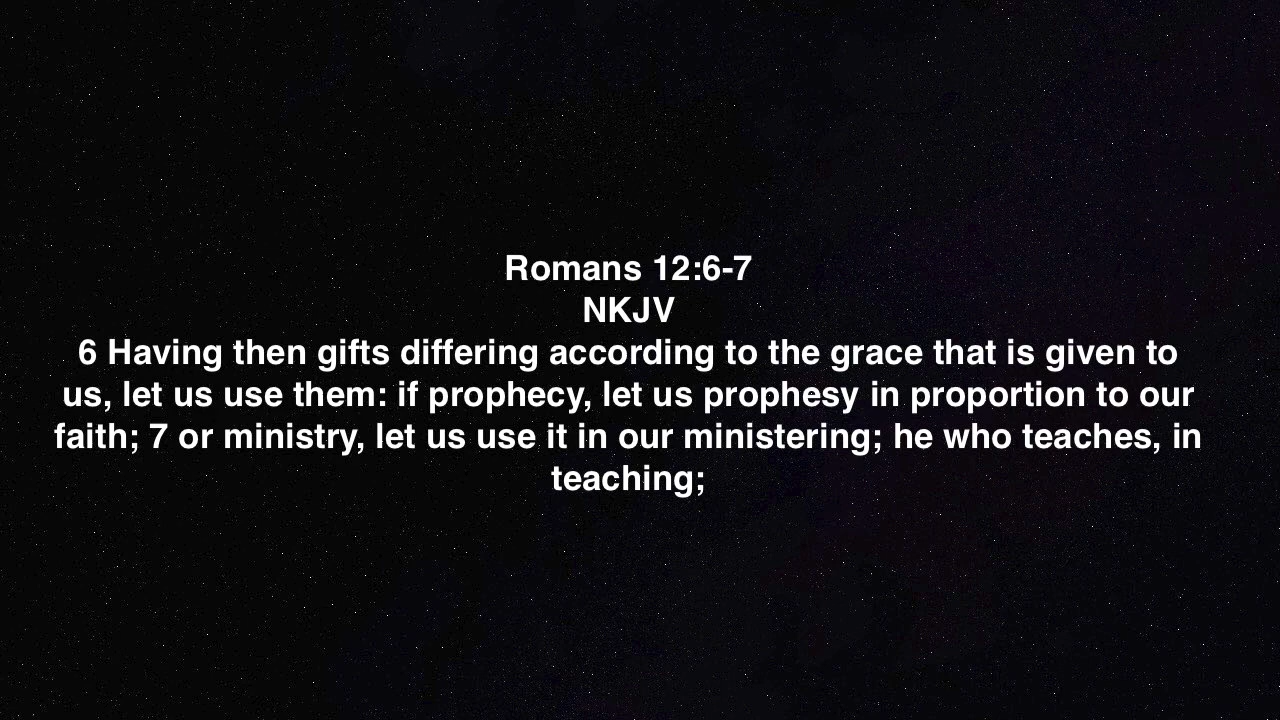 Romans 12:6-7
NKJV
6 Having then gifts differing according to the grace that is given to
us, let us use them: if prophecy, let us prophesy in proportion to our
faith; 7 or ministry, let us use it in our ministering; he who teaches, in
teaching;